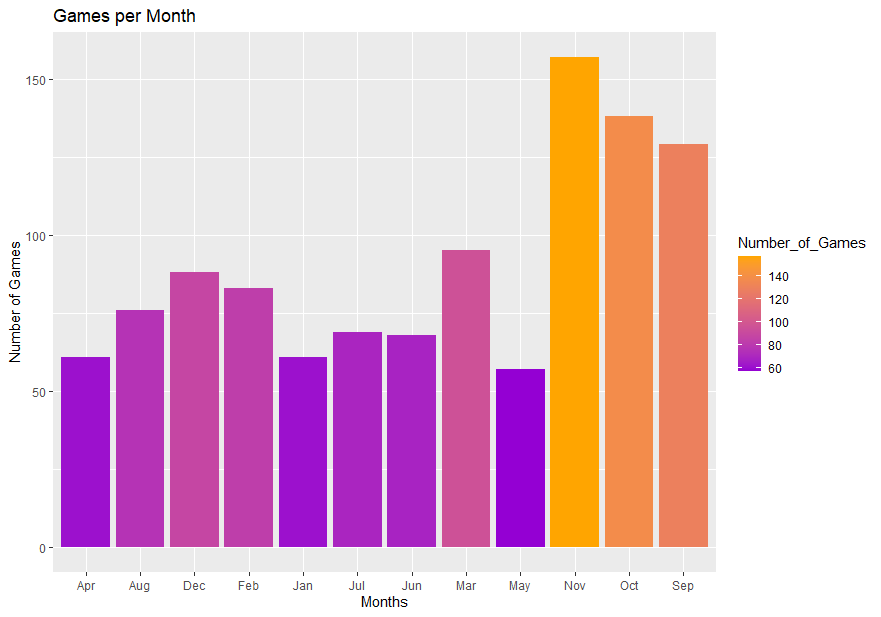 Games per Month
Number of Games
150
100
50
0
Apr Aug Dec Feb Jan Jul Jun Mar May Nov Oct Sep
Months
Number_of_Games
140
120
100
80
60